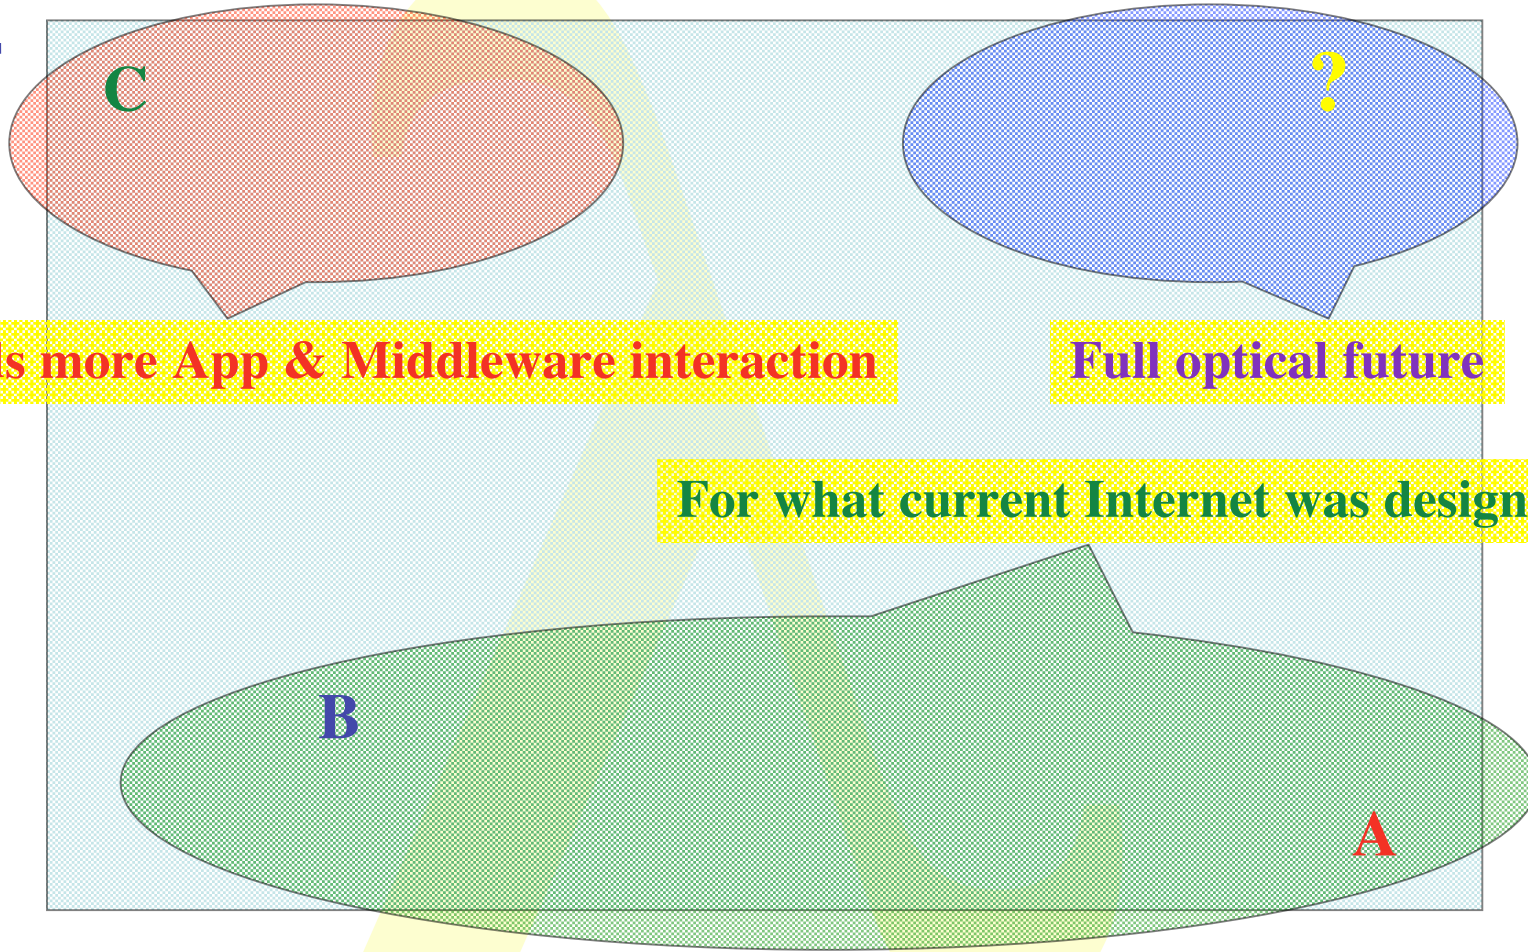 C
?
more App & Middleware interaction
Full optical future
For what current Internet was design
B
A